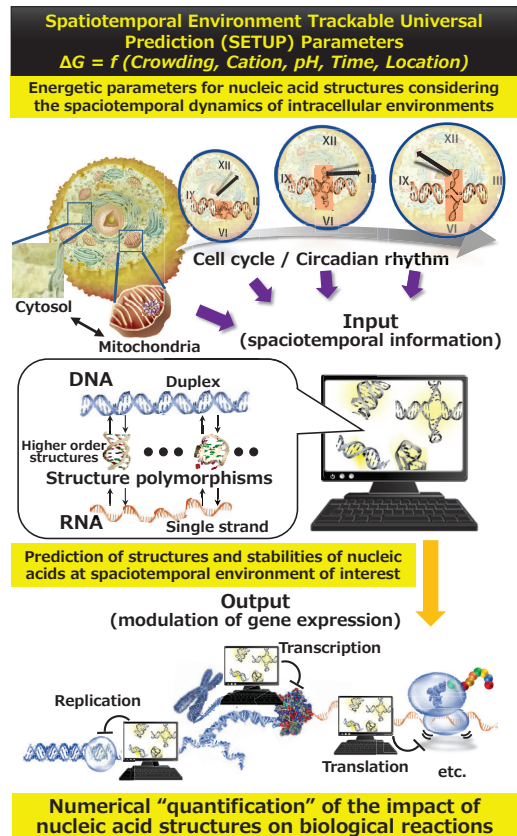 Spatiotemporal Environment Trackable Universal
Prediction (SETUP) Parameters
ΔG = f (Crowding, Cation, pH, Time, Location)
Energetic parameters for nucleic acid structures considering
the spaciotemporal dynamics of intracellular environments
XII
IX
II
VI
XII
IX
III
VI
XII
IX
III
VI
Cell cycle / Circadian rhythm
Cytosol
Mitochondria
Input
(spaciotemporal information)
DNA
Duplex
Higher order
structures
Structure polymorphisms
RNA
Single strand
Prediction of structures and stabilities of nucleic
acids at spaciotemporal environment of interest
Output
(modulation of gene expression)
Transcription
Replication
Translation
etc.
Numerical “quantification” of the impact of
nucleic acid structures on biological reactions